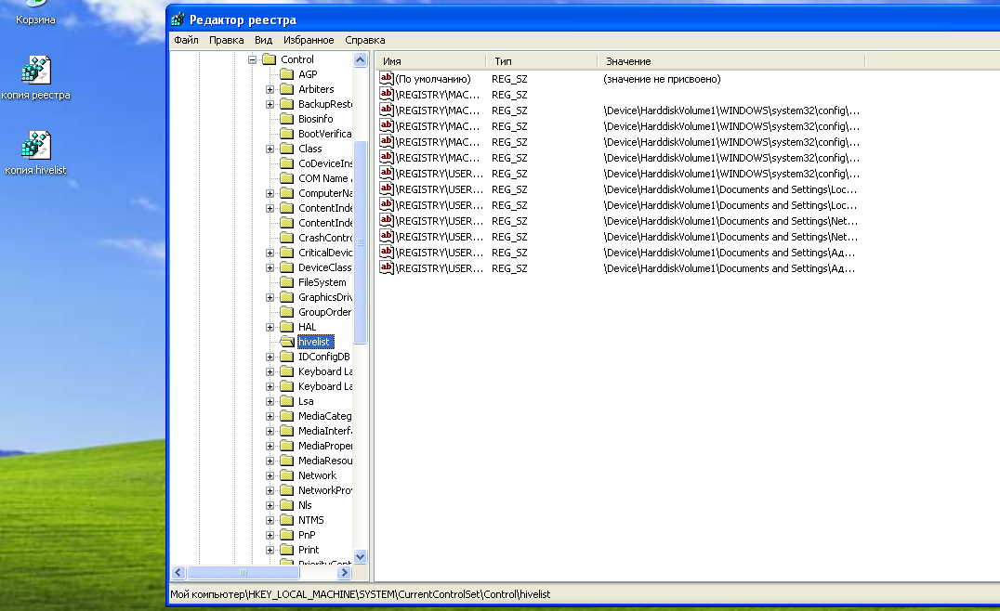 Корзина
копия реестра
копия hivelist
Редактор реестра
Файл Правка Вид Избранное Справка
Control
AGP
Arbiters
BackupRest
Biosinfo
BootVerifica
Class
CoDeviceIns
COM Name
ComputerNa
ContentInde
ContentInde
CrashContro
CriticalDevic
DeviceClass
FileSystem
GraphicsDriv
GroupOrder
HAL
hivelist
IDConfigDB
Keyboard La
Keyboard La
Lsa
MediaCateg
MediaInterfa
MediaProper
MediaResou
Network
NetworkProv
Nls
NTMS
PnP
Print
PriorityCont
Имя Тип Значение
(По умолчанию) REG_SZ (значение не присвоено)
\REGISTRY\MAC... REG_SZ
\REGISTRY\MAC... REG_SZ \Device\HarddiskVolume1\WINDOWS\system32\config\...
\REGISTRY\MAC... REG_SZ \Device\HarddiskVolume1\WINDOWS\system32\config\...
\REGISTRY\MAC... REG_SZ \Device\HarddiskVolume1\WINDOWS\system32\config\...
\REGISTRY\MAC... REG_SZ \Device\HarddiskVolume1\WINDOWS\system32\config\...
\REGISTRY\USER... REG_SZ \Device\HarddiskVolume1\WINDOWS\system32\config\...
\REGISTRY\USER... REG_SZ \Device\HarddiskVolume1\Documents and Settings\Loc...
\REGISTRY\USER... REG_SZ \Device\HarddiskVolume1\Documents and Settings\Loc...
\REGISTRY\USER... REG_SZ \Device\HarddiskVolume1\Documents and Settings\Net...
\REGISTRY\USER... REG_SZ \Device\HarddiskVolume1\Documents and Settings\Net...
\REGISTRY\USER... REG_SZ \Device\HarddiskVolume1\Documents and Settings\Ад...
\REGISTRY\USER... REG_SZ \Device\HarddiskVolume1\Documents and Settings\Ад...
Мой компьютер\HKEY_LOCAL_MACHINE\SYSTEM\CurrentControlSet\Control\hivelist